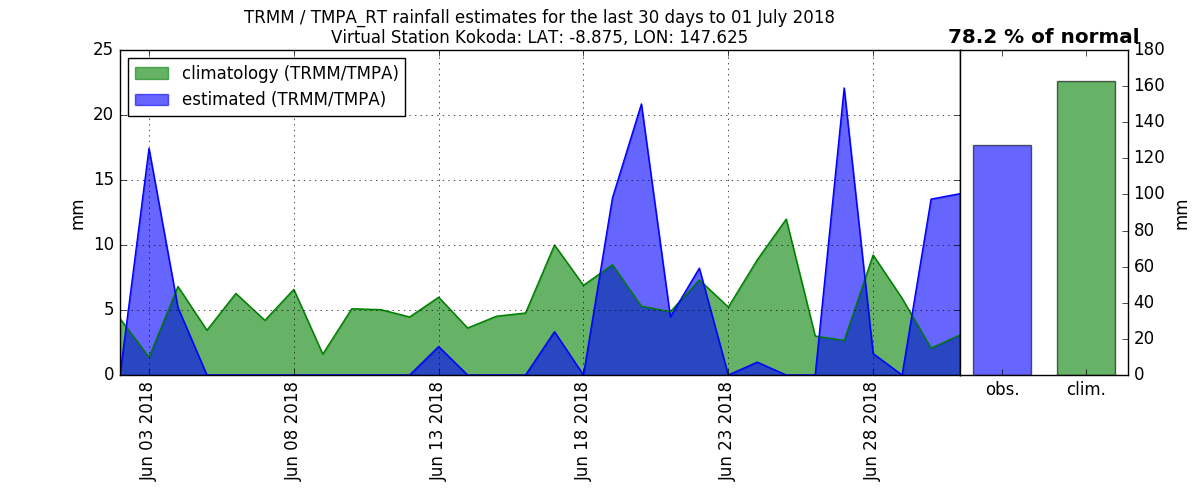 TRMM / TMPA_RT rainfall estimates for the last 30 days to 01 July 2018
Virtual Station Kokoda: LAT: -8.875, LON: 147.625
78.2 % of normal
climatology (TRMM/TMPA)
estimated (TRMM/TMPA)
25
20
15
10
5
0
mm
Jun 03 2018
Jun 08 2018
Jun 13 2018
Jun 18 2018
Jun 23 2018
Jun 28 2018
obs.
clim.
180
160
140
120
100
80
60
40
20
0
mm